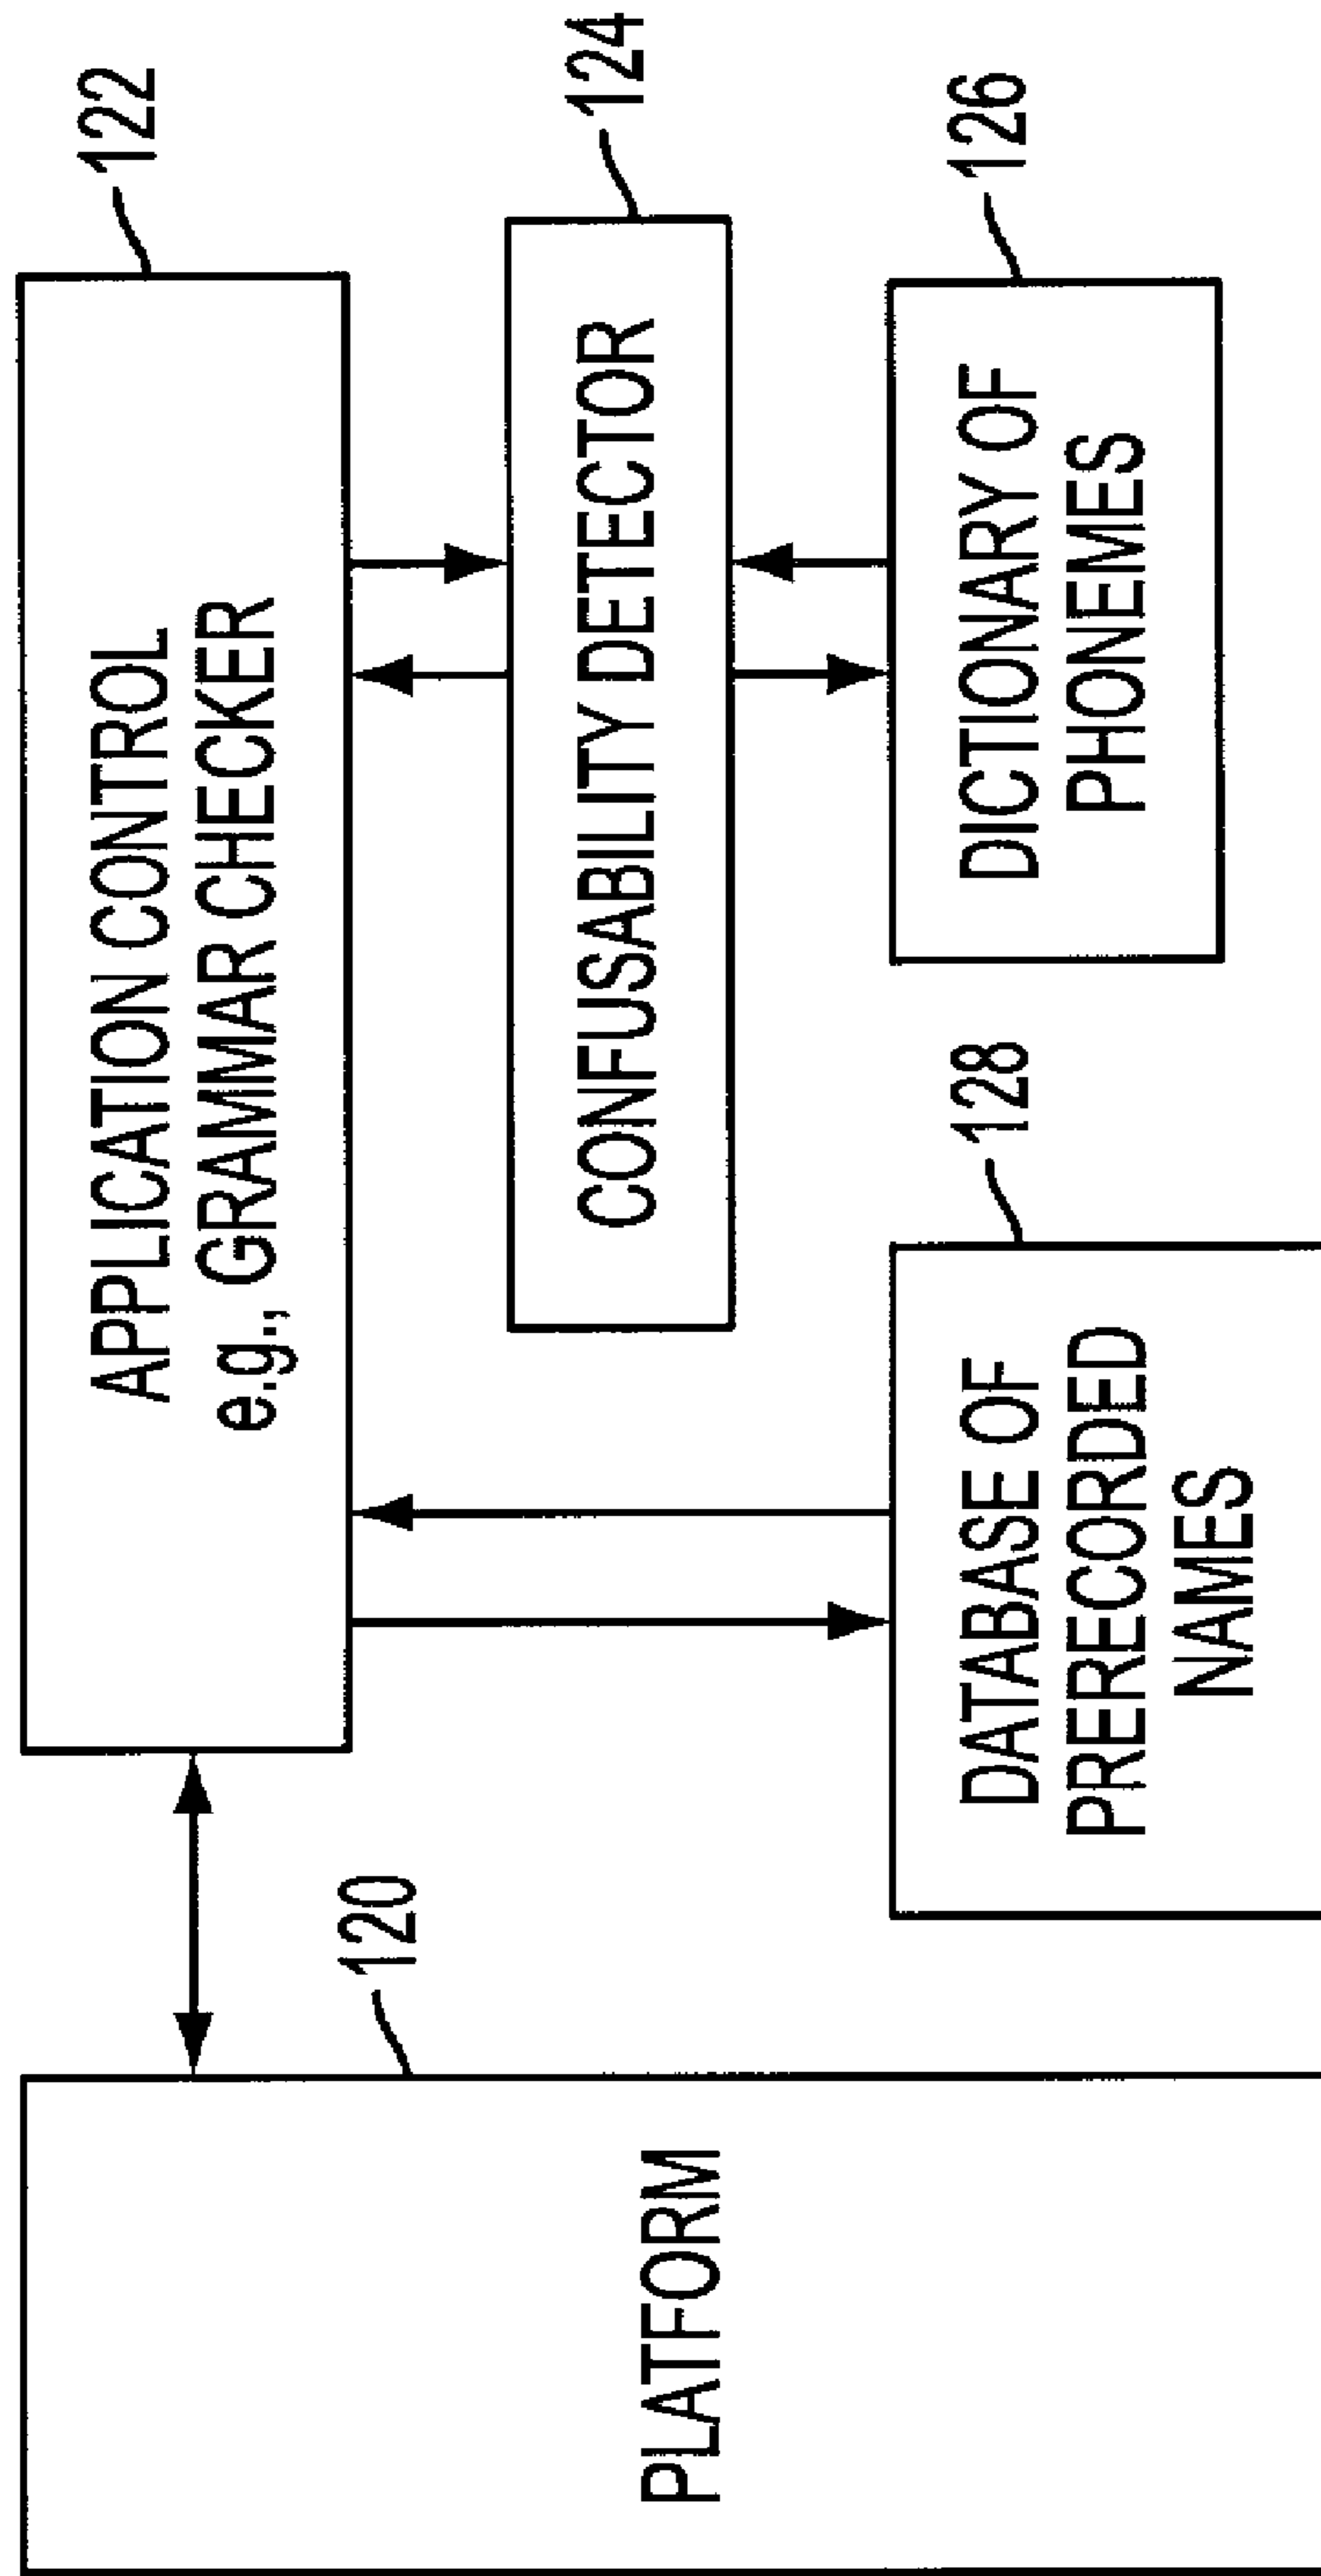 PLATFORM
120
APPLICATION CONTROL
e.g., GRAMMAR CHECKER
122
CONFUSABILITY DETECTOR
124
DATABASE OF
PRERECORDED
NAMES
128
DICTIONARY OF
PHONEMES
126